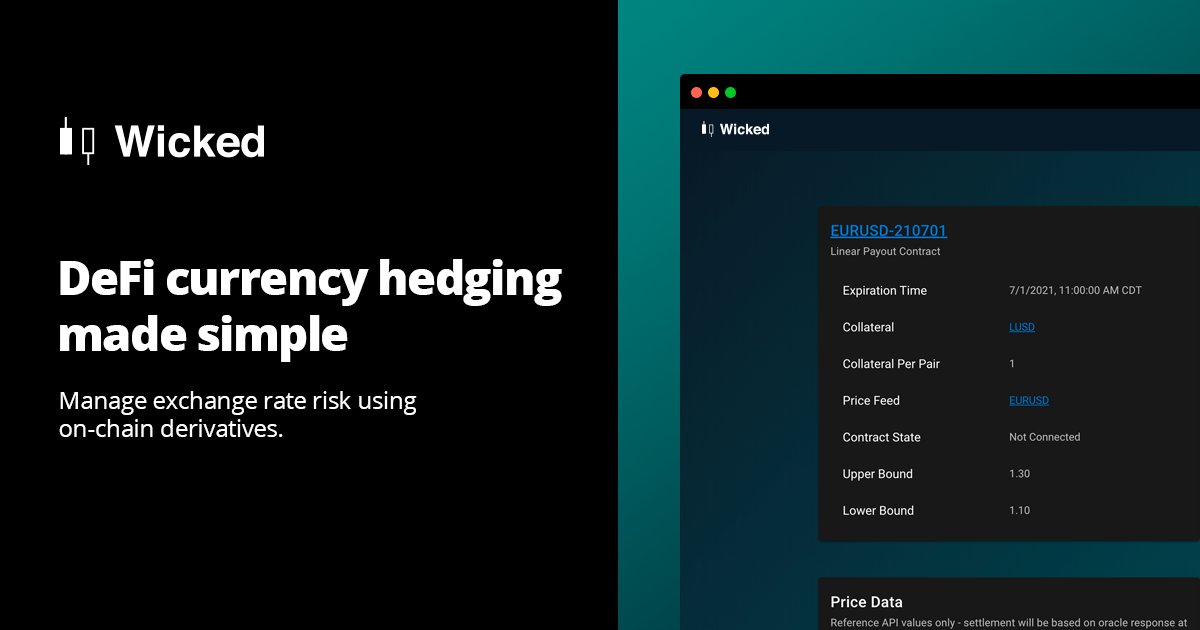 Wicked
DeFi currency hedging
made simple
Manage exchange rate risk using
on-chain derivatives.
Wicked
EURUSD-210701
Linear Payout Contract
Expiration Time 7/1/2021, 11:00:00 AM CDT
Collateral LUSD
Collateral Per Pair 1
Price Feed EURUSD
Contract State Not Connected
Upper Bound 1.30
Lower Bound 1.10
Price Data
Reference API values only - settlement will be based on oracle response at